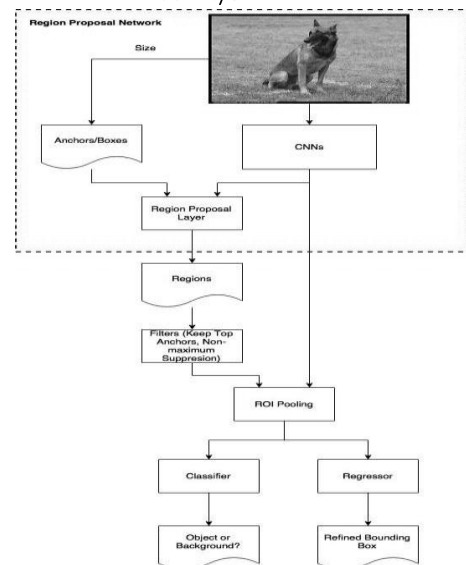 Region Proposal Network
Size
Anchors/Boxes
CNNs
Region Proposal
Layer
Regions
Filters (Keep Top
Anchors, Non-
maximum
Suppresion)
ROI Pooling
Classifier
Regressor
Object or
Background?
Refined Bounding
Box